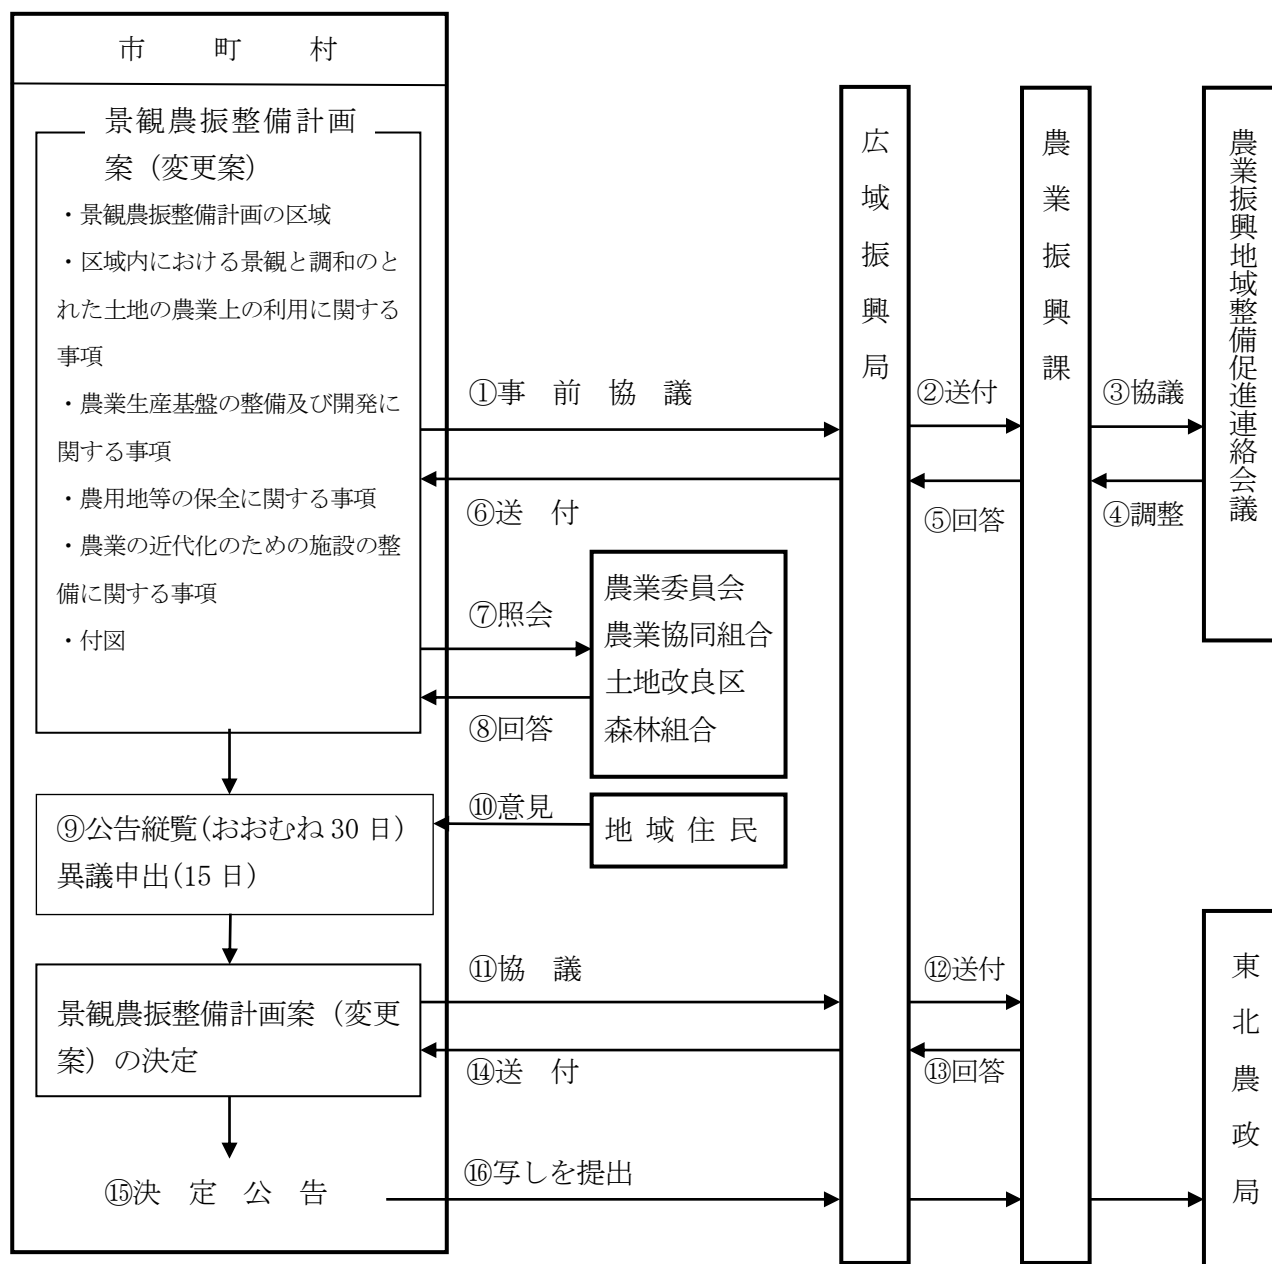 市町村
景観農振整備計画
案（変更案）
・景観農振整備計画の区域
・区域内における景観と調和のと
れた土地の農業上の利用に関する
事項
・農業生産基盤の整備及び開発に
関する事項
・農用地等の保全に関する事項
・農業の近代化のための施設の整
備に関する事項
・付図
①事前協議
⑥送付
⑦照会
⑧回答
農業委員会
農業協同組合
土地改良区
森林組合
広域振興局
②送付
⑤回答
農業振興課
③協議
④調整
農業振興地域整備促進連絡会議
⑨公告縦覧(おおむね30日)
異議申出(15日)
⑩意見
地域住民
景観農振整備計画案（変更
案）の決定
⑪協議
⑭送付
⑫送付
⑬回答
⑮決定公告
⑯写しを提出
東北農政局